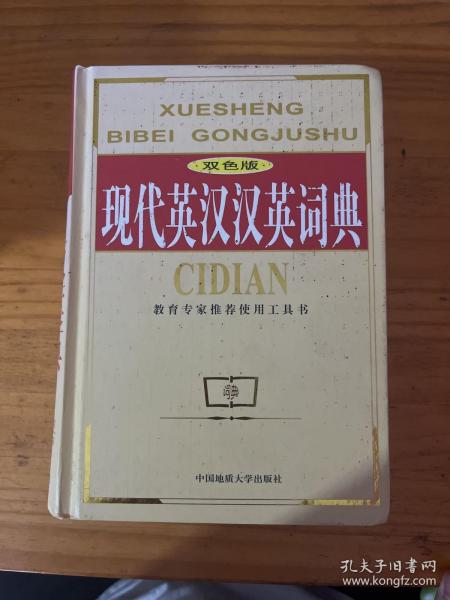 XUESHENG
BIBEI GONGJUSHU
双色版
现代英汉汉英词典
CIDIAN
教育专家推荐使用工具书
词典
中国地质大学出版社
孔夫子旧书网
www.kongfz.com